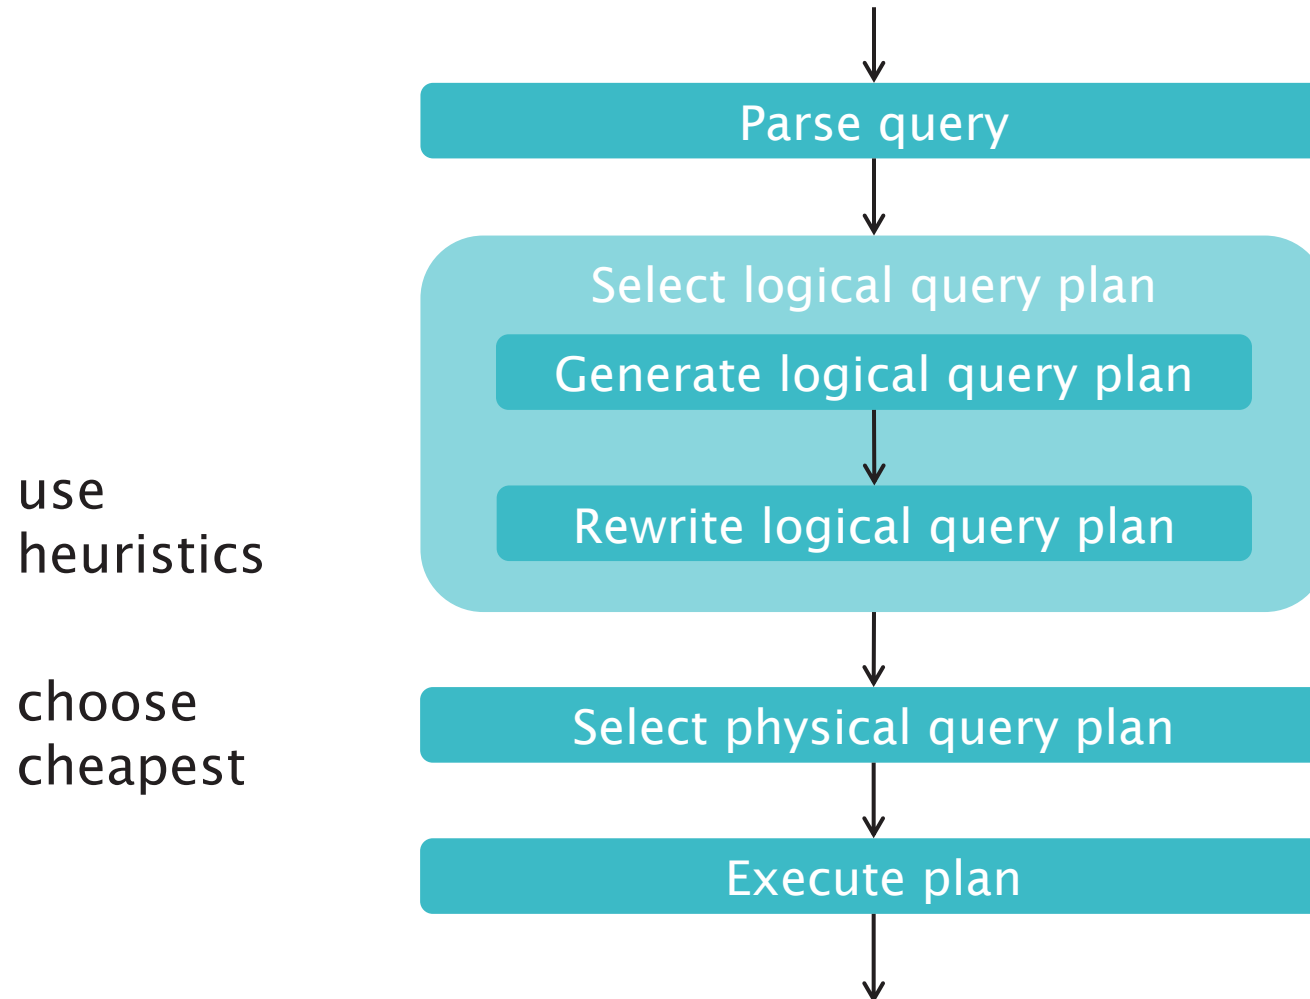 Parse query
Select logical query plan
Generate logical query plan
use
heuristics
Rewrite logical query plan
choose
cheapest
Select physical query plan
Execute plan